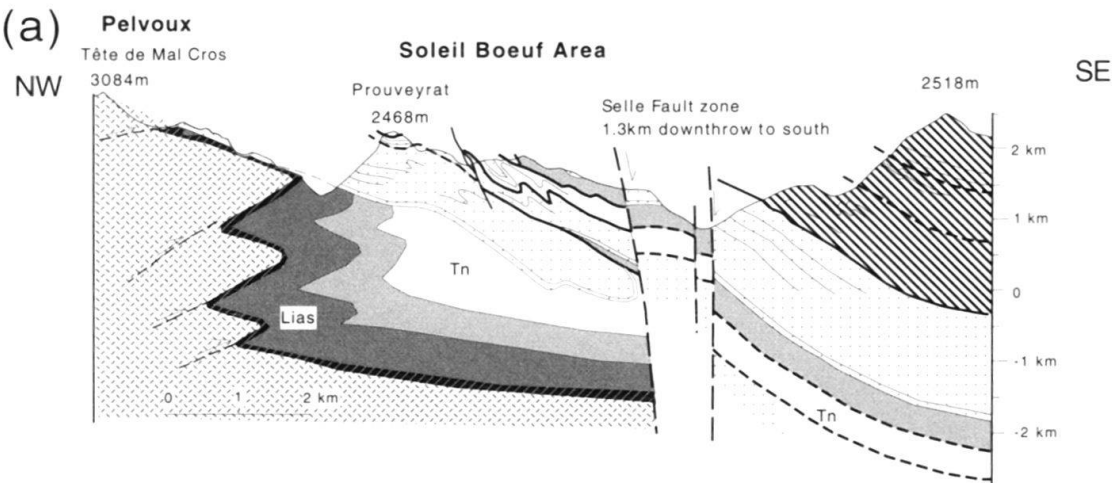 (a)
Pelvoux
Tête de Mal Cros
3084m
NW
Soleil Boeuf Area
Prouveyrat
2468m
Selle Fault zone
1.3km downthrow to south
2518m
SE
2 km
1 km
0
-1 km
-2 km
Tn
Lias
Tn
0 1 2 km